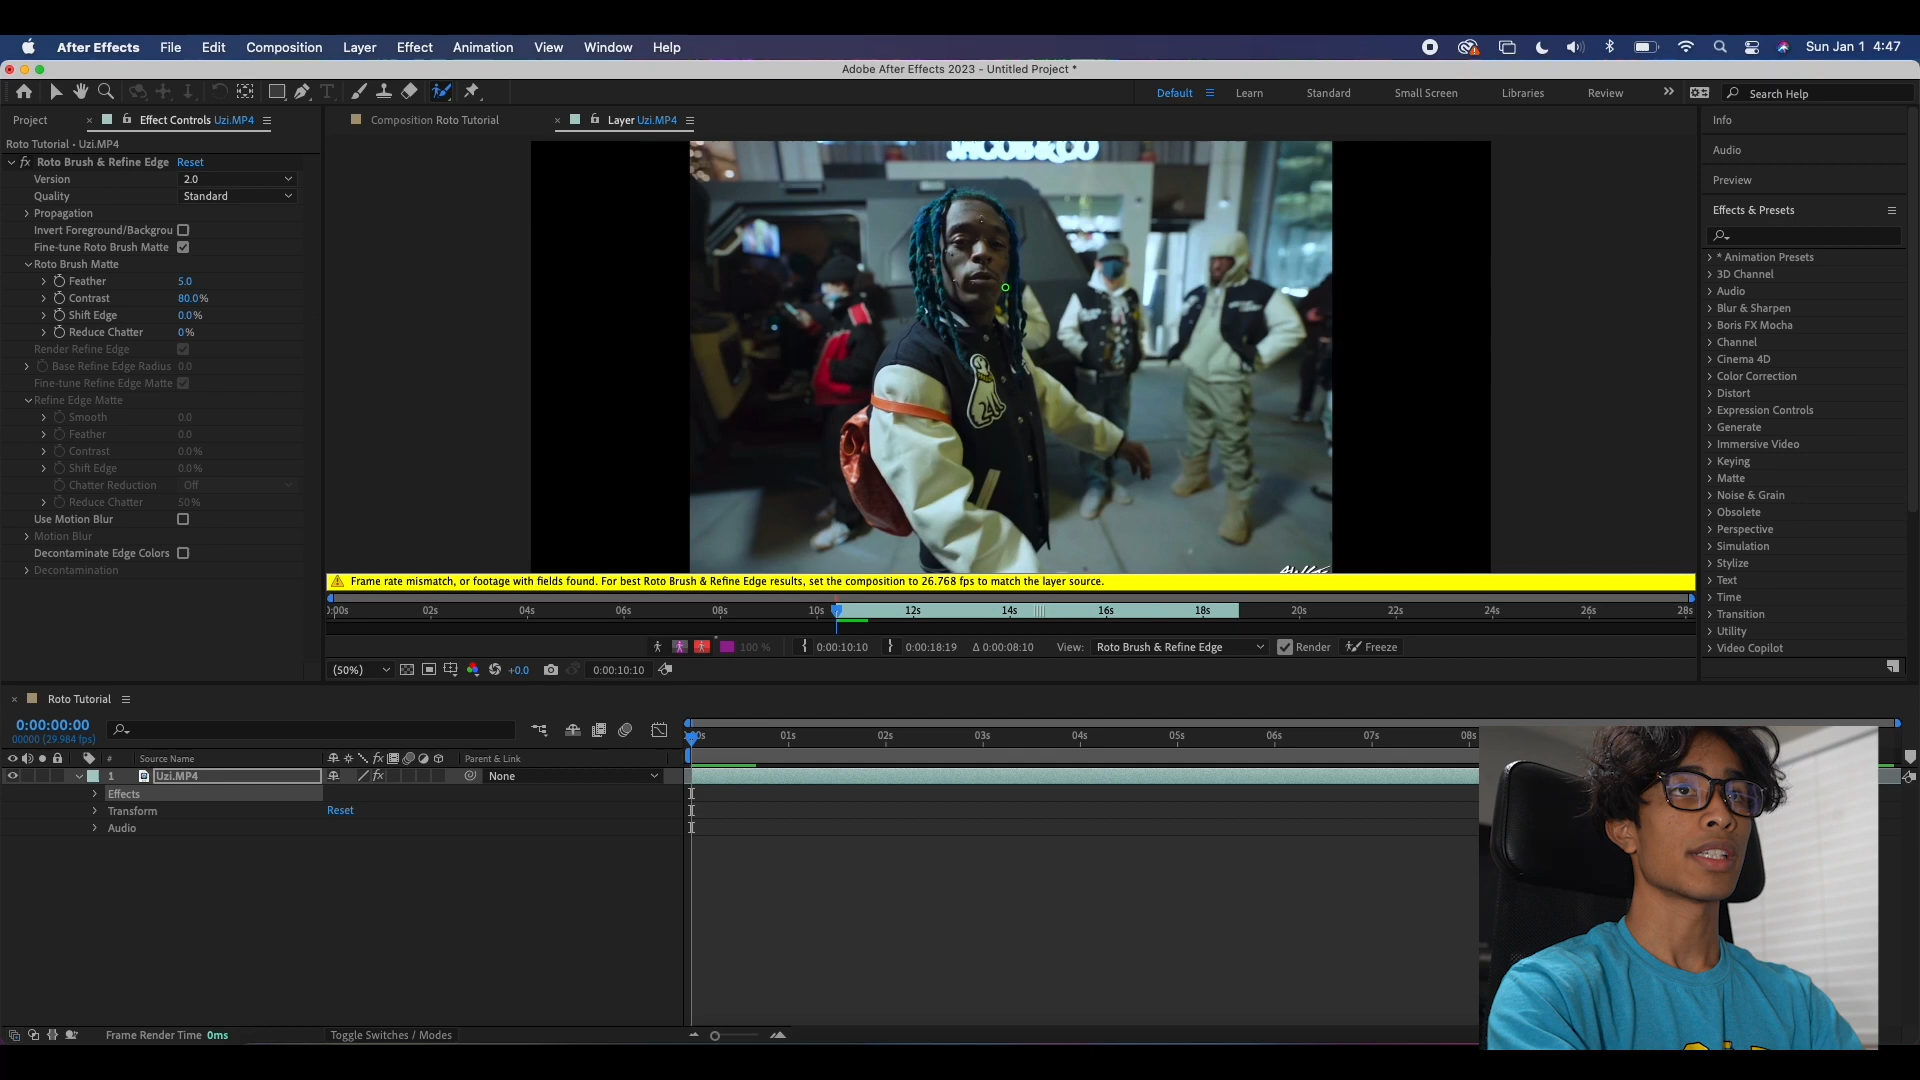 After Effects File Edit Composition Layer Effect Animation View Window Help Sun Jan 1 4:47
Adobe After Effects 2023 - Untitled Project *
Default Learn Standard Small Screen Libraries Review Search Help
Project Effect Controls Uzi.MP4 Composition Roto Tutorial Layer Uzi.MP4
Roto Tutorial • Uzi.MP4
fx Roto Brush & Refine Edge Reset
Version 2.0
Quality Standard
Propagation
Invert Foreground/Backgrou
Fine-tune Roto Brush Matte
Roto Brush Matte
Feather 5.0
Contrast 80.0%
Shift Edge 0.0%
Reduce Chatter 0%
Render Refine Edge
Base Refine Edge Radius 0.0
Fine-tune Refine Edge Matte
Refine Edge Matte
Smooth 0.0
Feather 0.0
Contrast 0.0%
Shift Edge 0.0%
Chatter Reduction Off
Reduce Chatter 50%
Use Motion Blur
Motion Blur
Decontaminate Edge Colors
Decontamination
JACOB&CO
24
Frame rate mismatch, or footage with fields found. For best Roto Brush & Refine Edge results, set the composition to 26.768 fps to match the layer source.
0:00s 02s 04s 06s 08s 10s 12s 14s 16s 18s 20s 22s 24s 26s 28s
100 % 0:00:10:10 0:00:18:19 Δ 0:00:08:10 View: Roto Brush & Refine Edge Render Freeze
(50%) +0.0 0:00:10:10
Info
Audio
Preview
Effects & Presets
* Animation Presets
3D Channel
Audio
Blur & Sharpen
Boris FX Mocha
Channel
Cinema 4D
Color Correction
Distort
Expression Controls
Generate
Immersive Video
Keying
Matte
Noise & Grain
Obsolete
Perspective
Simulation
Stylize
Text
Time
Transition
Utility
Video Copilot
Roto Tutorial
0:00:00:00
00000 (29.984 fps)
01s 02s 03s 04s 05s 06s 07s 08s
# Source Name fx Parent & Link
1 Uzi.MP4 fx None
Effects
Transform Reset
Audio
Frame Render Time 0ms Toggle Switches / Modes